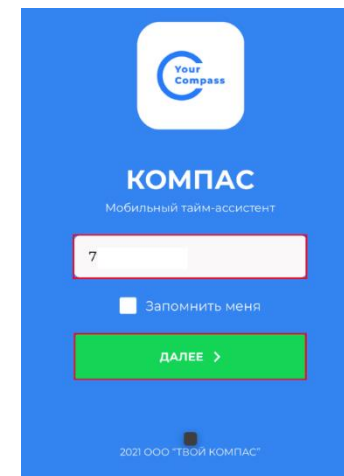 Your
Compass
КОМПАС
Мобильный тайм-ассистент
7
Запомнить меня
ДАЛЕЕ >
2021 ООО "ТВОЙ КОМПАС"